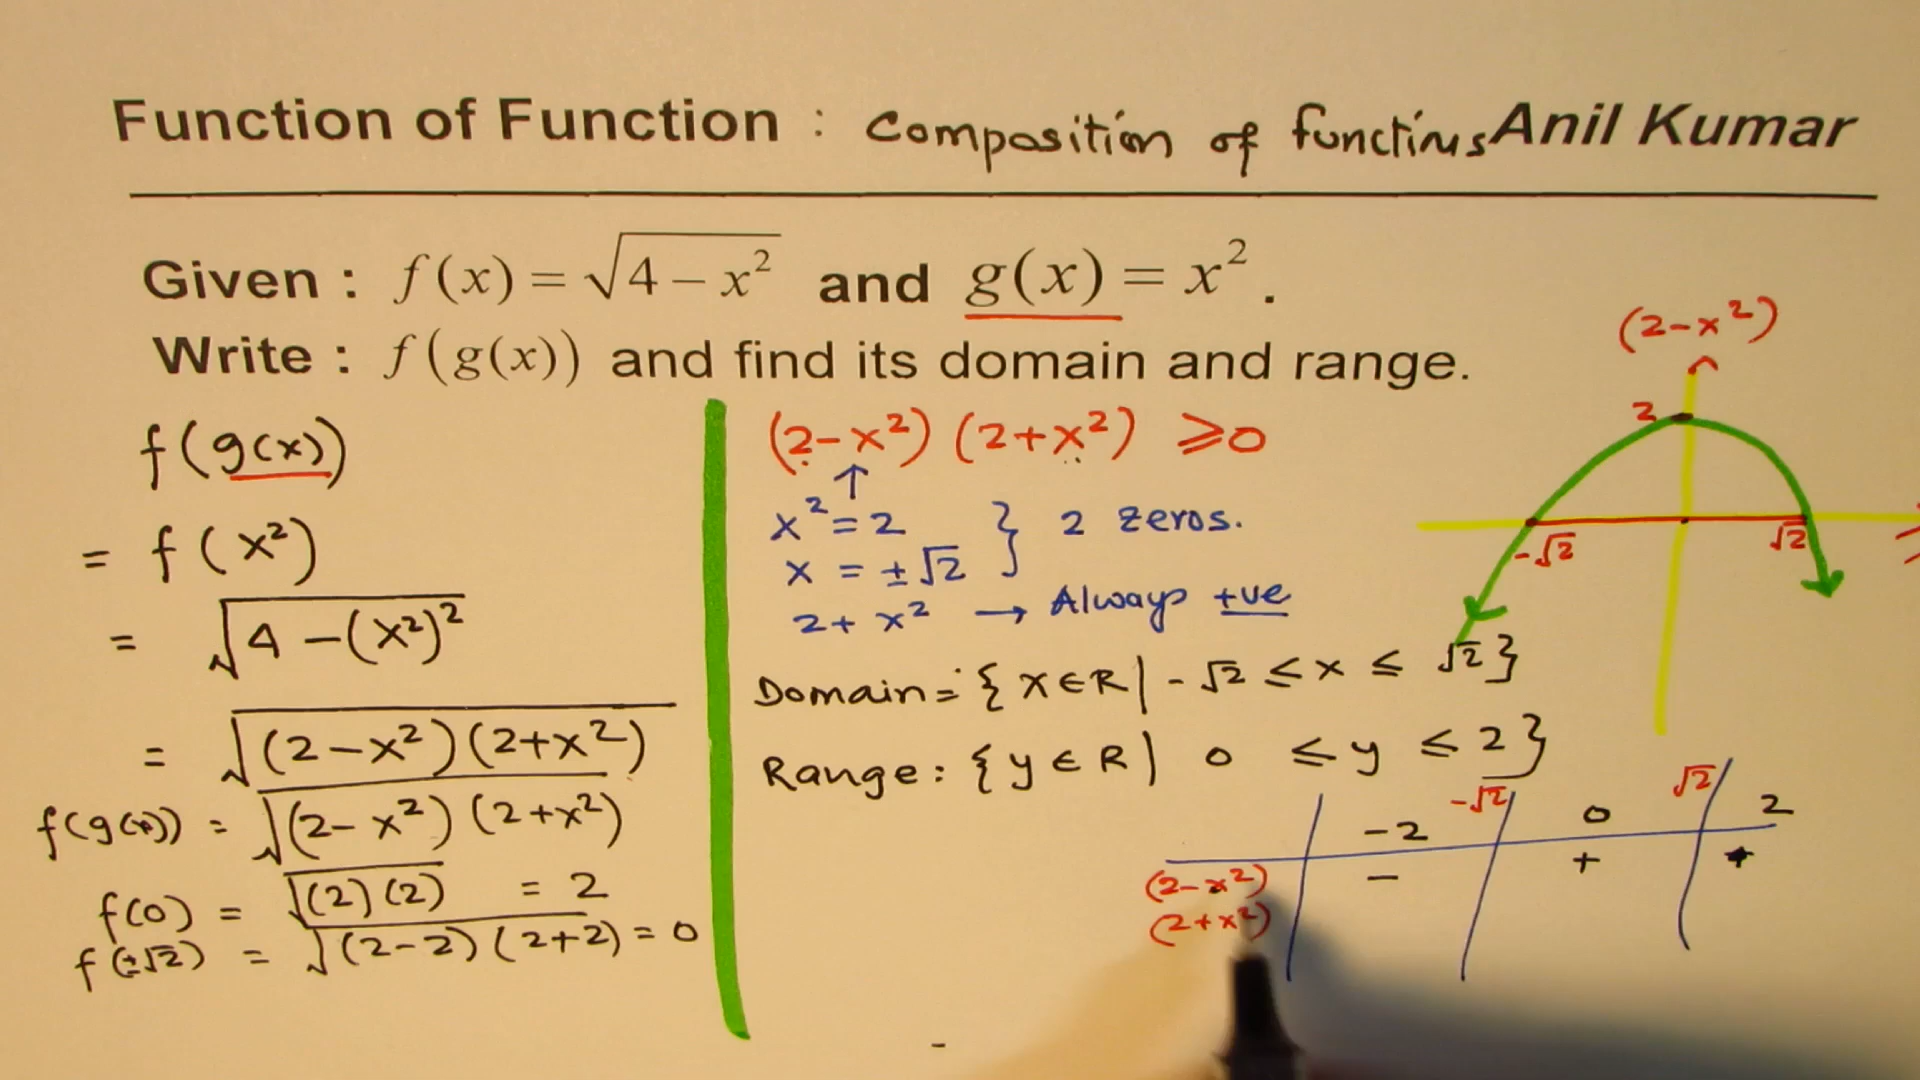 Function of Function : Composition of functins Anil Kumar
Given : f(x) = √(4 − x²) and g(x) = x².
Write : f(g(x)) and find its domain and range.
f(g(x))
= f(x²)
= √(4 − (x²)²)
= √((2 − x²)(2+x²))
f(g(x)) = √((2 − x²)(2+x²))
f(0) = √((2)(2)) = 2
f(±√2) = √((2−2)(2+2)) = 0
(2−x²)(2+x²) ⩾0
↑
x² = 2
x = ±√2 } 2 zeros.
2+ x² → Always +ve
Domain = { x∈R | −√2 ≤ x ≤ √2}
Range: {y ∈ R | 0 ≤ y ≤ 2}
(2−x²)
2
−√2 √2
−√2 √2
−2 0 2
(2−x²) − +
(2+x²)